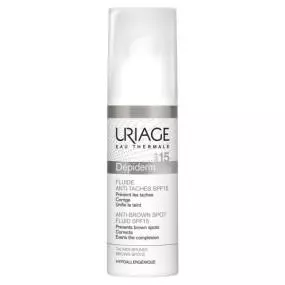 URIAGE
EAU THERMALE
SPF 15
Dépiderm
FLUIDE
ANTI-TACHES SPF15
Prévient les taches
Corrige
Unifie le teint
ANTI-BROWN SPOT
FLUID SPF15
Prevents brown spots
Corrects
Evens the complexion
TACHES BRUNES
BROWN SPOTS
HYPOALLERGÉNIQUE